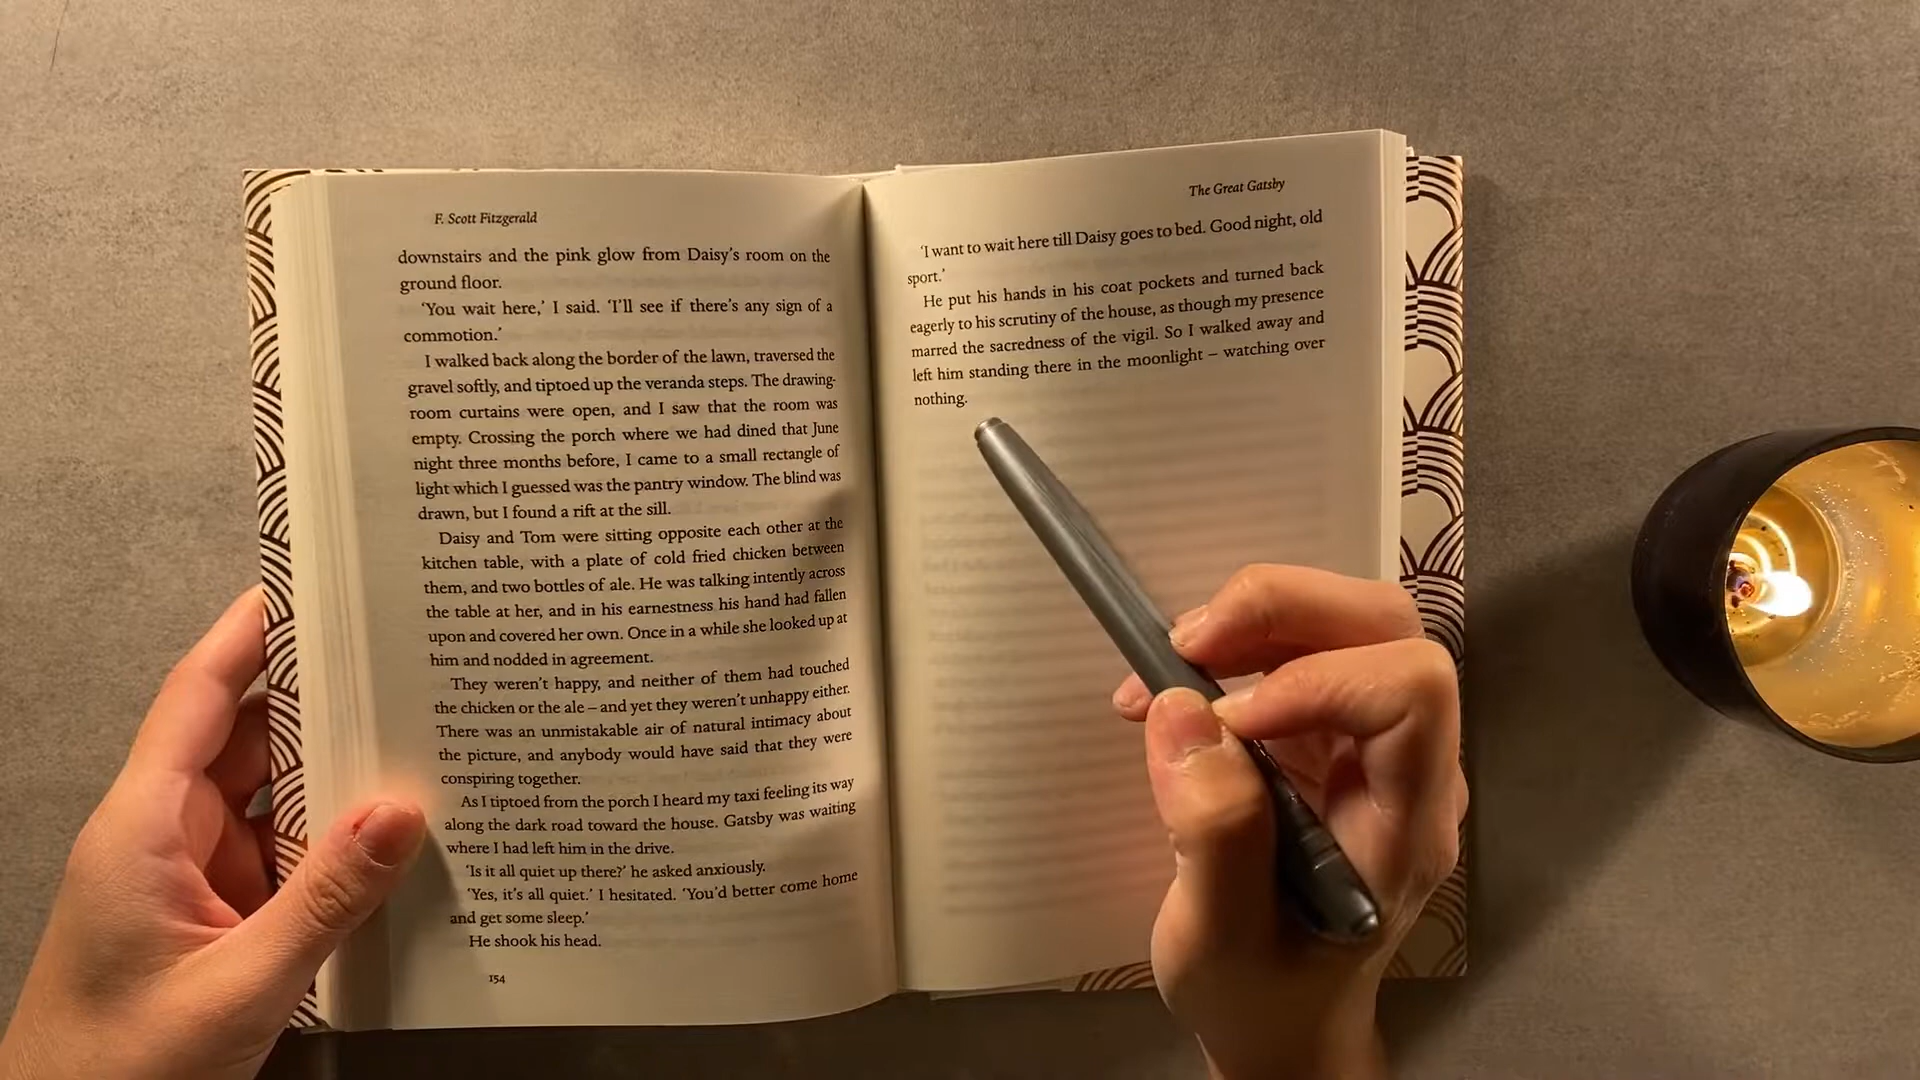 F. Scott Fitzgerald
downstairs and the pink glow from Daisy's room on the
ground floor.
'You wait here,' I said. 'I'll see if there's any sign of a
commotion.'
I walked back along the border of the lawn, traversed the
gravel softly, and tiptoed up the veranda steps. The drawing-
room curtains were open, and I saw that the room was
empty. Crossing the porch where we had dined that June
night three months before, I came to a small rectangle of
light which I guessed was the pantry window. The blind was
drawn, but I found a rift at the sill.
Daisy and Tom were sitting opposite each other at the
kitchen table, with a plate of cold fried chicken between
them, and two bottles of ale. He was talking intently across
the table at her, and in his earnestness his hand had fallen
upon and covered her own. Once in a while she looked up at
him and nodded in agreement.
They weren't happy, and neither of them had touched
the chicken or the ale – and yet they weren't unhappy either.
There was an unmistakable air of natural intimacy about
the picture, and anybody would have said that they were
conspiring together.
As I tiptoed from the porch I heard my taxi feeling its way
along the dark road toward the house. Gatsby was waiting
where I had left him in the drive.
'Is it all quiet up there?' he asked anxiously.
'Yes, it's all quiet.' I hesitated. 'You'd better come home
and get some sleep.'
He shook his head.
154
The Great Gatsby
'I want to wait here till Daisy goes to bed. Good night, old
sport.'
He put his hands in his coat pockets and turned back
eagerly to his scrutiny of the house, as though my presence
marred the sacredness of the vigil. So I walked away and
left him standing there in the moonlight – watching over
nothing.